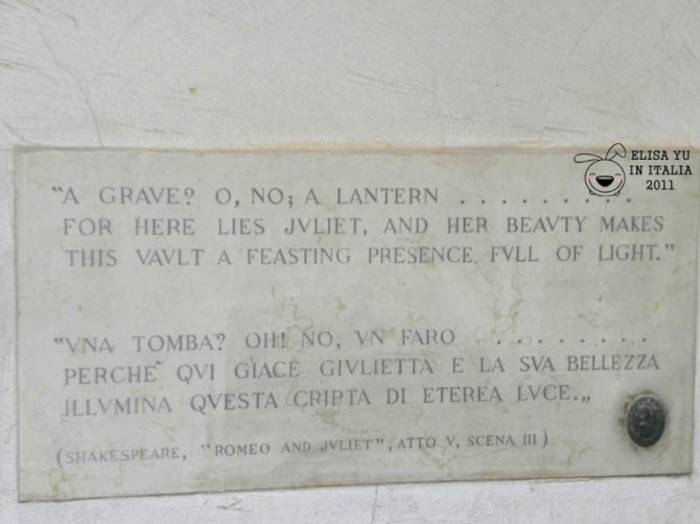 ELISA YU
IN ITALIA
2011
"A GRAVE? O, NO; A LANTERN . . . . . . . . .
FOR HERE LIES JVLIET, AND HER BEAVTY MAKES
THIS VAVLT A FEASTING PRESENCE FVLL OF LIGHT."
"VNA TOMBA? OH! NO, VN FARO . . . . . . . .
PERCHE` QVI GIACE GIVLIETTA E LA SVA BELLEZZA
ILLVMINA QVESTA CRIPTA DI ETEREA LVCE.„
(SHAKESPEARE, "ROMEO AND JVLIET", ATTO V, SCENA III)